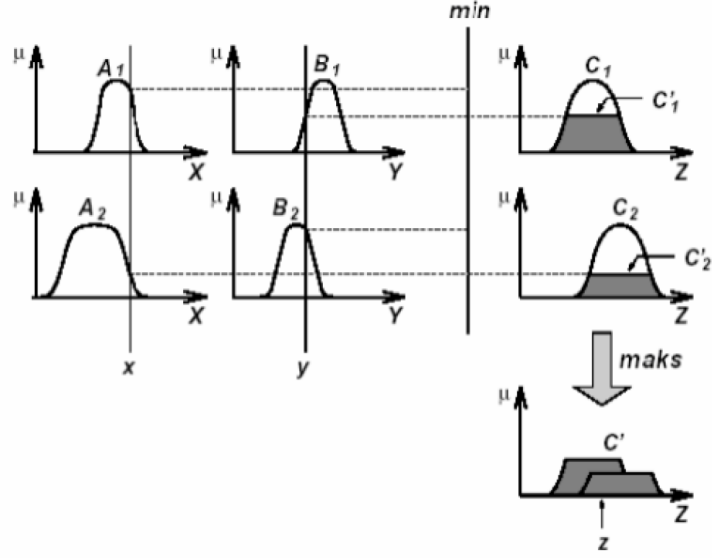 min
μ A₁ μ B₁ μ C₁
C'₁
X Y Z
μ A₂ μ B₂ μ C₂
C'₂
X Y Z
x y
maks
μ C'
Z
z